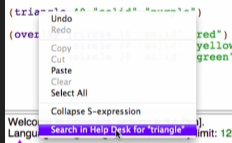 (triangle 40 "solid" "purple")
Undo
Redo
(over red")
Copy yellow
Cut green"
Paste
Clear
Select All
Collapse S-expression
Search in Help Desk for "triangle"
Welco ].
Langu imit: 12